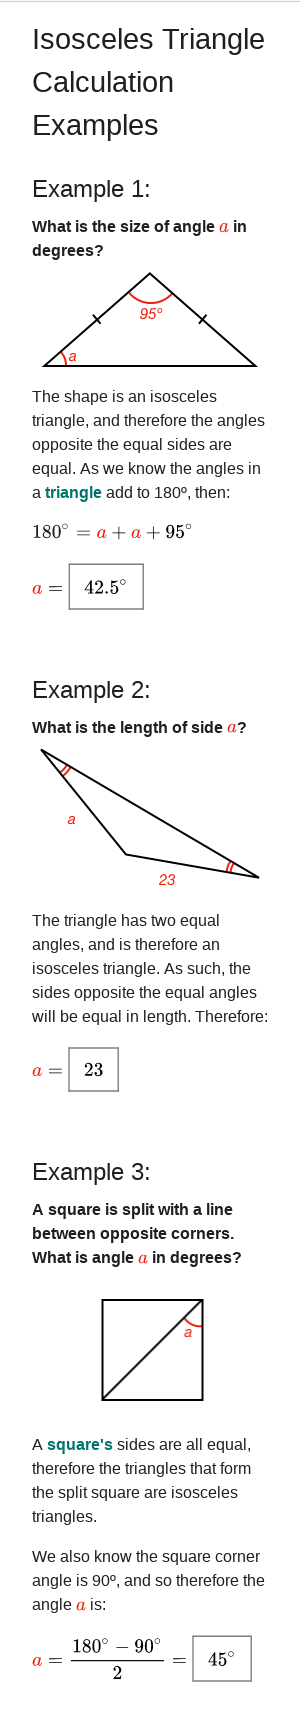 Isosceles Triangle
Calculation
Examples
Example 1:
What is the size of angle a in
degrees?
95°
a
The shape is an isosceles
triangle, and therefore the angles
opposite the equal sides are
equal. As we know the angles in
a triangle add to 180º, then:
180° = a + a + 95°
a = 42.5°
Example 2:
What is the length of side a?
a
23
The triangle has two equal
angles, and is therefore an
isosceles triangle. As such, the
sides opposite the equal angles
will be equal in length. Therefore:
a = 23
Example 3:
A square is split with a line
between opposite corners.
What is angle a in degrees?
a
A square's sides are all equal,
therefore the triangles that form
the split square are isosceles
triangles.
We also know the square corner
angle is 90º, and so therefore the
angle a is:
a = (180° − 90°) / 2 = 45°